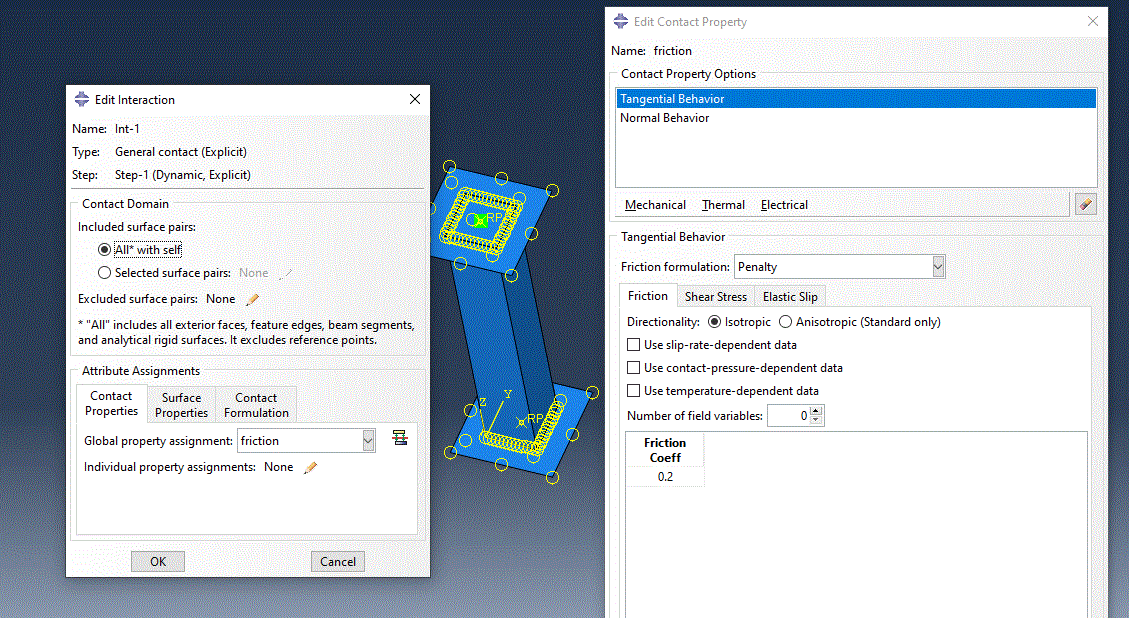 Edit Interaction
Name: Int-1
Type: General contact (Explicit)
Step: Step-1 (Dynamic, Explicit)
Contact Domain
Included surface pairs:
All* with self
Selected surface pairs: None
Excluded surface pairs: None
* "All" includes all exterior faces, feature edges, beam segments,
and analytical rigid surfaces. It excludes reference points.
Attribute Assignments
Contact Properties
Surface Properties
Contact Formulation
Global property assignment: friction
Individual property assignments: None
OK Cancel
RP
Z Y RP
Edit Contact Property
Name: friction
Contact Property Options
Tangential Behavior
Normal Behavior
Mechanical Thermal Electrical
Tangential Behavior
Friction formulation: Penalty
Friction Shear Stress Elastic Slip
Directionality: Isotropic Anisotropic (Standard only)
Use slip-rate-dependent data
Use contact-pressure-dependent data
Use temperature-dependent data
Number of field variables: 0
Friction
Coeff
0.2